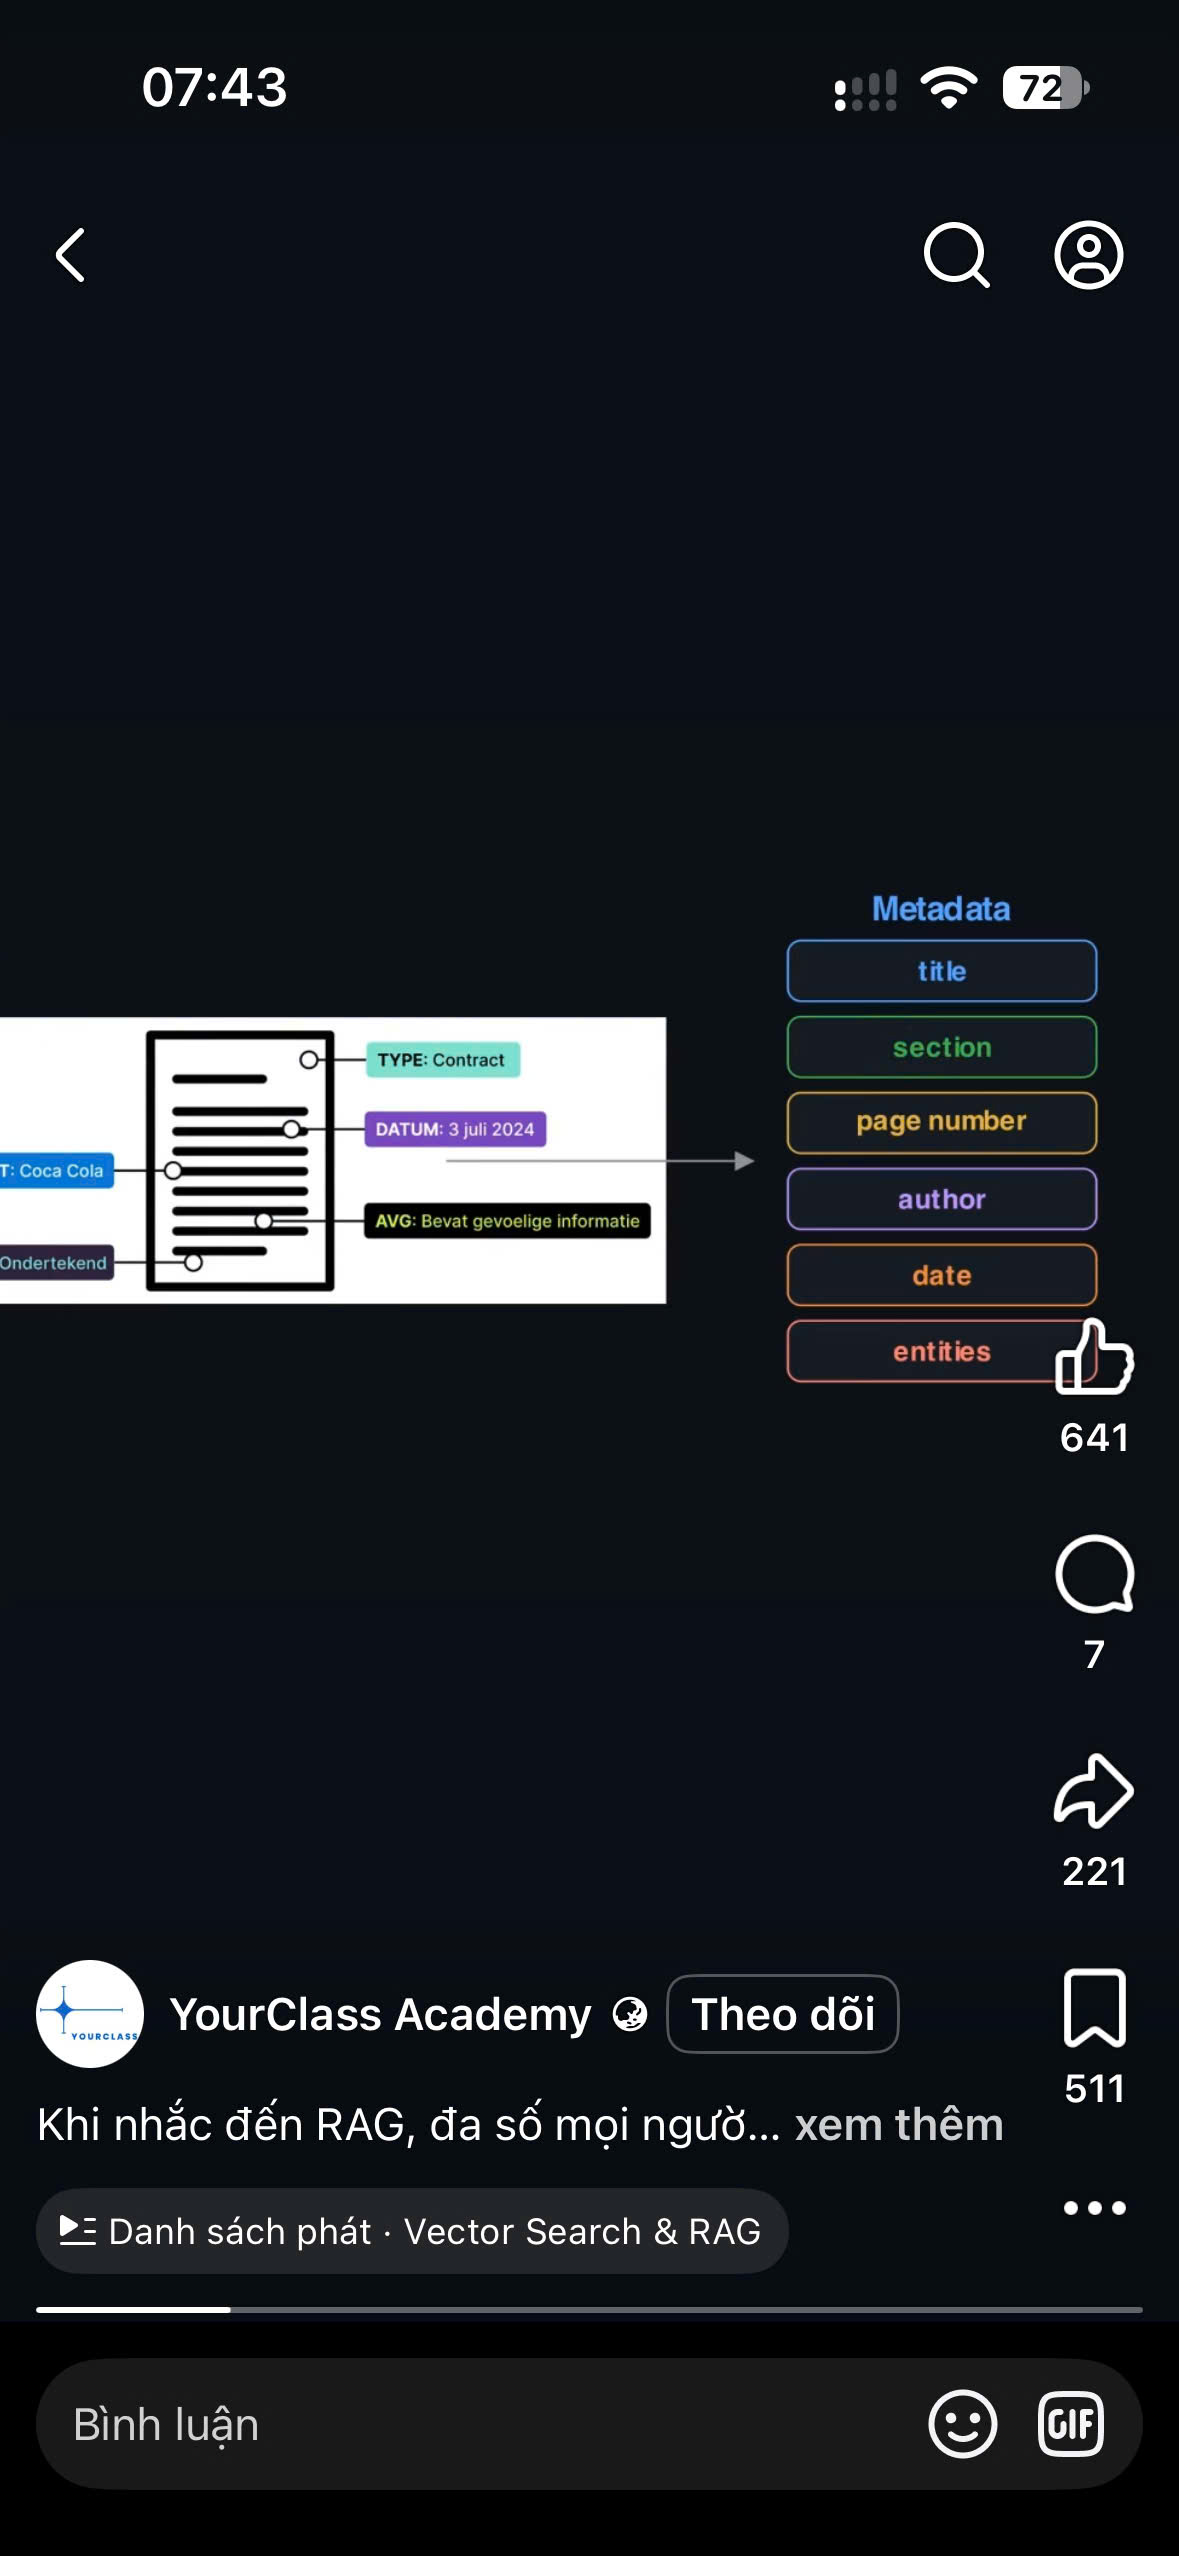 07:43
72
Metadata
title
section
page number
author
date
entities
TYPE: Contract
DATUM: 3 juli 2024
T: Coca Cola
AVG: Bevat gevoelige informatie
Ondertekend
641
7
221
511
YOURCLASS
YourClass Academy
Theo dõi
Khi nhắc đến RAG, đa số mọi ngườ... xem thêm
Danh sách phát · Vector Search & RAG
Bình luận
GIF